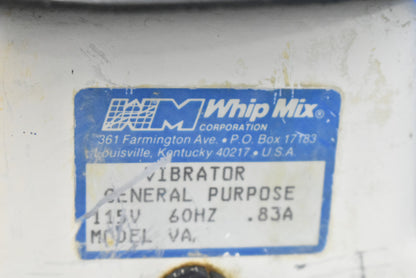 WM Whip Mix®
CORPORATION
361 Farmington Ave. • P.O. Box 17183
Louisville, Kentucky 40217 • U.S.A.
VIBRATOR
GENERAL PURPOSE
115V 60HZ .83A
MODEL VA.